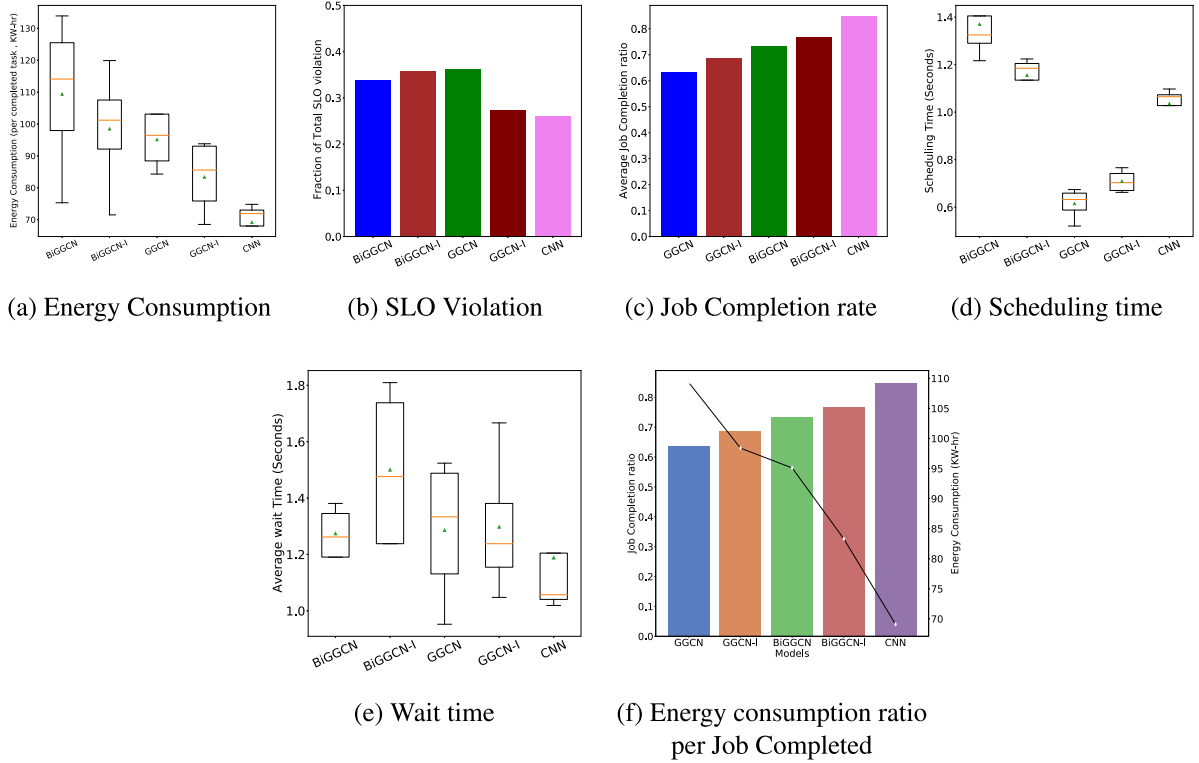 Energy Consumption (per completed task , KW-hr)
130
120
110
100
90
80
70
BiGGCN
BiGGCN-l
GGCN
GGCN-l
CNN
(a) Energy Consumption
Fraction of Total SLO violation
0.5
0.4
0.3
0.2
0.1
0.0
BiGGCN
BiGGCN-l
GGCN
GGCN-l
CNN
(b) SLO Violation
Average Job Completion ratio
0.8
0.7
0.6
0.5
0.4
0.3
0.2
0.1
0.0
GGCN
GGCN-l
BiGGCN
BiGGCN-l
CNN
(c) Job Completion rate
Scheduling Time (Seconds)
1.4
1.2
1.0
0.8
0.6
BiGGCN
BiGGCN-l
GGCN
GGCN-l
CNN
(d) Scheduling time
Average wait Time (Seconds)
1.8
1.6
1.4
1.2
1.0
BiGGCN
BiGGCN-l
GGCN
GGCN-l
CNN
(e) Wait time
Job Completion ratio
0.8
0.7
0.6
0.5
0.4
0.3
0.2
0.1
0.0
GGCN
GGCN-l
BiGGCN
BiGGCN-l
CNN
Models
110
105
100
95
90
85
80
75
70
Energy Consumption (KW-hr)
(f) Energy consumption ratio
per Job Completed